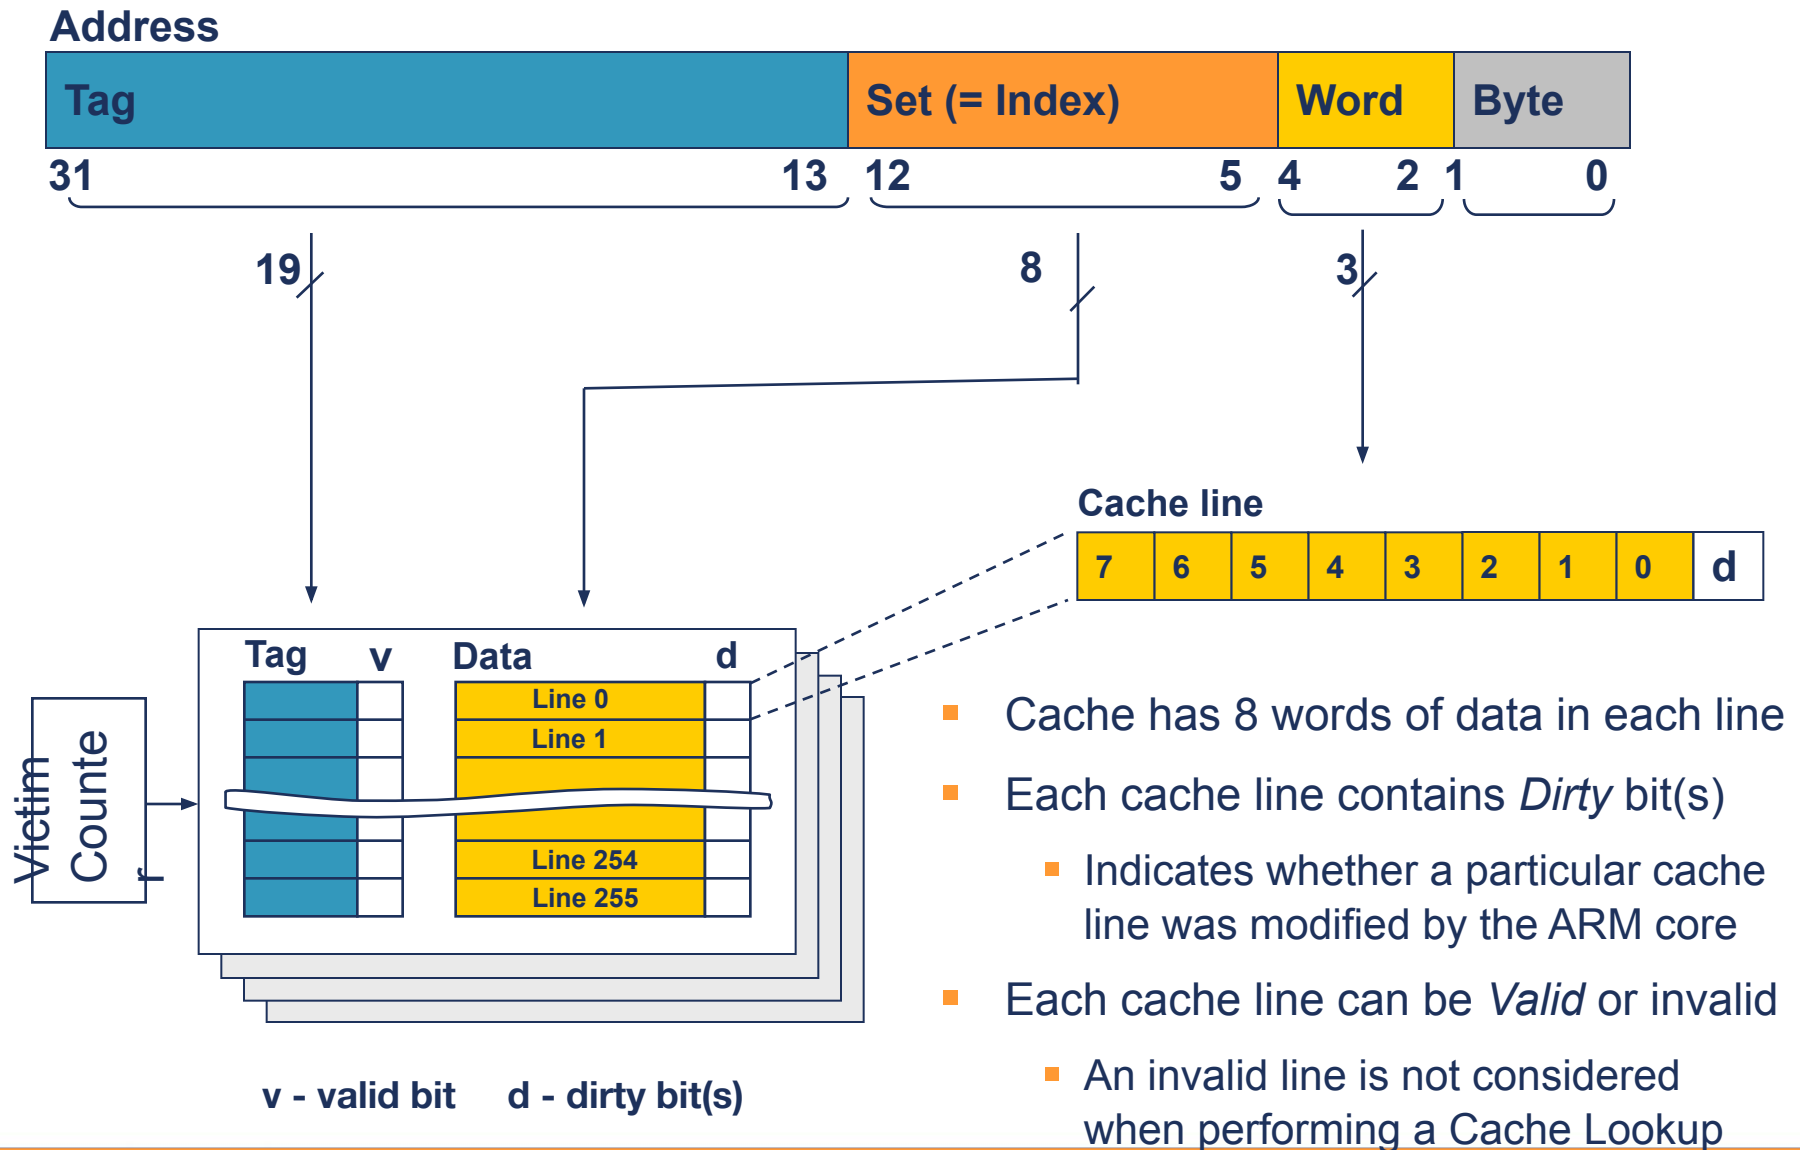 Address
Tag
Set (= Index)
Word
Byte
31
13
12
5
4
2
1
0
19
8
3
Cache line
7
6
5
4
3
2
1
0
d
Tag
v
Data
d
Line 0
Line 1
Line 254
Line 255
Victim
Counte
r
Cache has 8 words of data in each line
Each cache line contains Dirty bit(s)
Indicates whether a particular cache
line was modified by the ARM core
Each cache line can be Valid or invalid
An invalid line is not considered
when performing a Cache Lookup
v - valid bit
d - dirty bit(s)